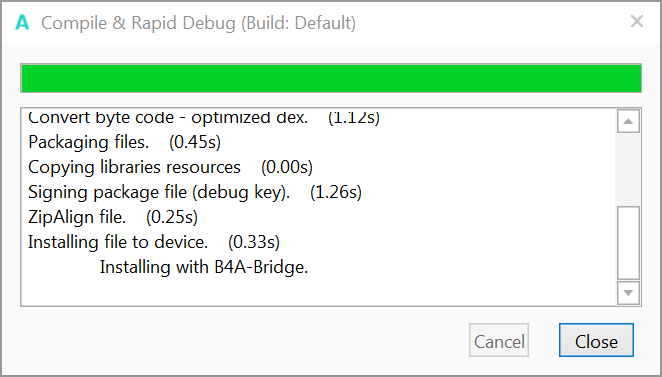 A Compile & Rapid Debug (Build: Default)
Convert byte code - optimized dex. (1.12s)
Packaging files. (0.45s)
Copying libraries resources (0.00s)
Signing package file (debug key). (1.26s)
ZipAlign file. (0.25s)
Installing file to device. (0.33s)
Installing with B4A-Bridge.
Cancel Close